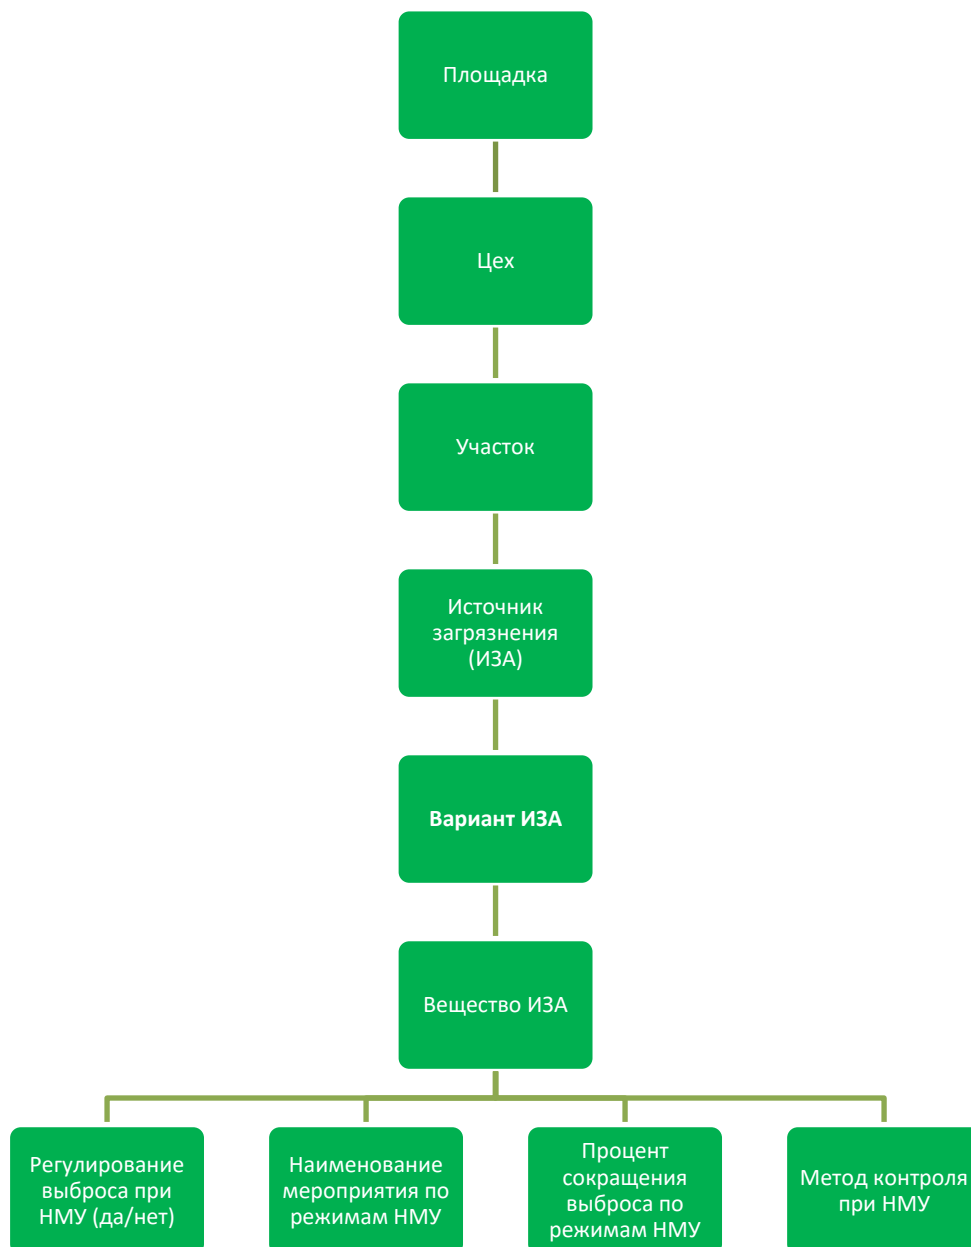 Площадка
Цех
Участок
Источник
загрязнения
(ИЗА)
Вариант ИЗА
Вещество ИЗА
Регулирование
выброса при
НМУ (да/нет)
Наименование
мероприятия по
режимам НМУ
Процент
сокращения
выброса по
режимам НМУ
Метод контроля
при НМУ